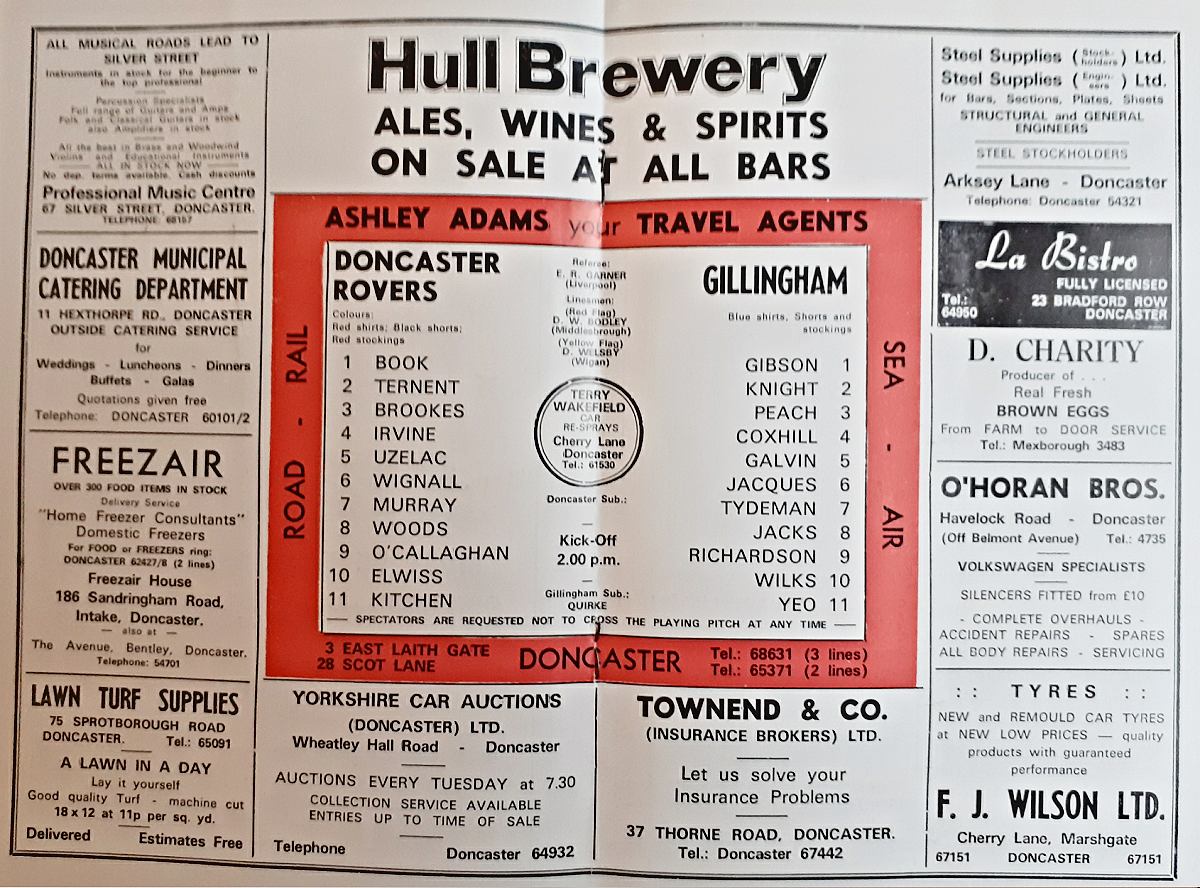 ALL MUSICAL ROADS LEAD TO
SILVER STREET
Instruments in stock for the beginner to
the top professional
Percussion Specialists
Full range of Guitars and Amps
Folk and Classical Guitars in stock
also Amplifiers in stock
All the best in Brass and Woodwind
Violins and Educational Instruments
ALL IN STOCK NOW
No dep. terms available. Cash discounts
Professional Music Centre
67 SILVER STREET, DONCASTER.
TELEPHONE: 68157
DONCASTER MUNICIPAL
CATERING DEPARTMENT
11 HEXTHORPE RD., DONCASTER
OUTSIDE CATERING SERVICE
for
Weddings - Luncheons - Dinners
Buffets - Galas
Quotations given free
Telephone: DONCASTER 60101/2
FREEZAIR
OVER 300 FOOD ITEMS IN STOCK
Delivery Service
"Home Freezer Consultants"
Domestic Freezers
For FOOD or FREEZERS ring:
DONCASTER 62427/8 (2 lines)
Freezair House
186 Sandringham Road,
Intake, Doncaster.
— also at —
The Avenue, Bentley, Doncaster.
Telephone: 54701
LAWN TURF SUPPLIES
75 SPROTBOROUGH ROAD
DONCASTER. Tel.: 65091
A LAWN IN A DAY
Lay it yourself
Good quality Turf - machine cut
18 x 12 at 11p per sq. yd.
Delivered Estimates Free
Hull Brewery
ALES, WINES & SPIRITS
ON SALE AT ALL BARS
ASHLEY ADAMS your TRAVEL AGENTS
ROAD - RAIL
DONCASTER
ROVERS
Colours:
Red shirts; Black shorts;
Red stockings
1 BOOK
2 TERNENT
3 BROOKES
4 IRVINE
5 UZELAC
6 WIGNALL
7 MURRAY
8 WOODS
9 O'CALLAGHAN
10 ELWISS
11 KITCHEN
Referee:
E. R. GARNER
(Liverpool)
Linesmen:
(Red Flag)
D. W. BODLEY
(Middlesbrough)
(Yellow Flag)
D. WELSBY
(Wigan)
TERRY
WAKEFIELD
CAR
RE-SPRAYS
Cherry Lane
Doncaster
Tel.: 61530
Doncaster Sub.:
—
Kick-Off
2.00 p.m.
—
Gillingham Sub.:
QUIRKE
GILLINGHAM
Blue shirts, Shorts and
stockings
GIBSON 1
KNIGHT 2
PEACH 3
COXHILL 4
GALVIN 5
JACQUES 6
TYDEMAN 7
JACKS 8
RICHARDSON 9
WILKS 10
YEO 11
SEA - AIR
— SPECTATORS ARE REQUESTED NOT TO CROSS THE PLAYING PITCH AT ANY TIME —
3 EAST LAITH GATE
28 SCOT LANE
DONCASTER
Tel.: 68631 (3 lines)
Tel.: 65371 (2 lines)
YORKSHIRE CAR AUCTIONS
(DONCASTER) LTD.
Wheatley Hall Road - Doncaster
AUCTIONS EVERY TUESDAY at 7.30
COLLECTION SERVICE AVAILABLE
ENTRIES UP TO TIME OF SALE
Telephone Doncaster 64932
TOWNEND & CO.
(INSURANCE BROKERS) LTD.
Let us solve your
Insurance Problems
37 THORNE ROAD, DONCASTER.
Tel.: Doncaster 67442
Steel Supplies (Stock-holders) Ltd.
Steel Supplies (Engin-eers) Ltd.
for Bars, Sections, Plates, Sheets
STRUCTURAL and GENERAL
ENGINEERS
STEEL STOCKHOLDERS
Arksey Lane - Doncaster
Telephone: Doncaster 54321
La Bistro
FULLY LICENSED
Tel.: 23 BRADFORD ROW
64950 DONCASTER
D. CHARITY
Producer of . . .
Real Fresh
BROWN EGGS
From FARM to DOOR SERVICE
Tel.: Mexborough 3483
O'HORAN BROS.
Havelock Road - Doncaster
(Off Belmont Avenue) Tel.: 4735
VOLKSWAGEN SPECIALISTS
SILENCERS FITTED from £10
- COMPLETE OVERHAULS -
ACCIDENT REPAIRS - SPARES
ALL BODY REPAIRS - SERVICING
: : TYRES : :
NEW and REMOULD CAR TYRES
at NEW LOW PRICES — quality
products with guaranteed
performance
F. J. WILSON LTD.
Cherry Lane, Marshgate
67151 DONCASTER 67151